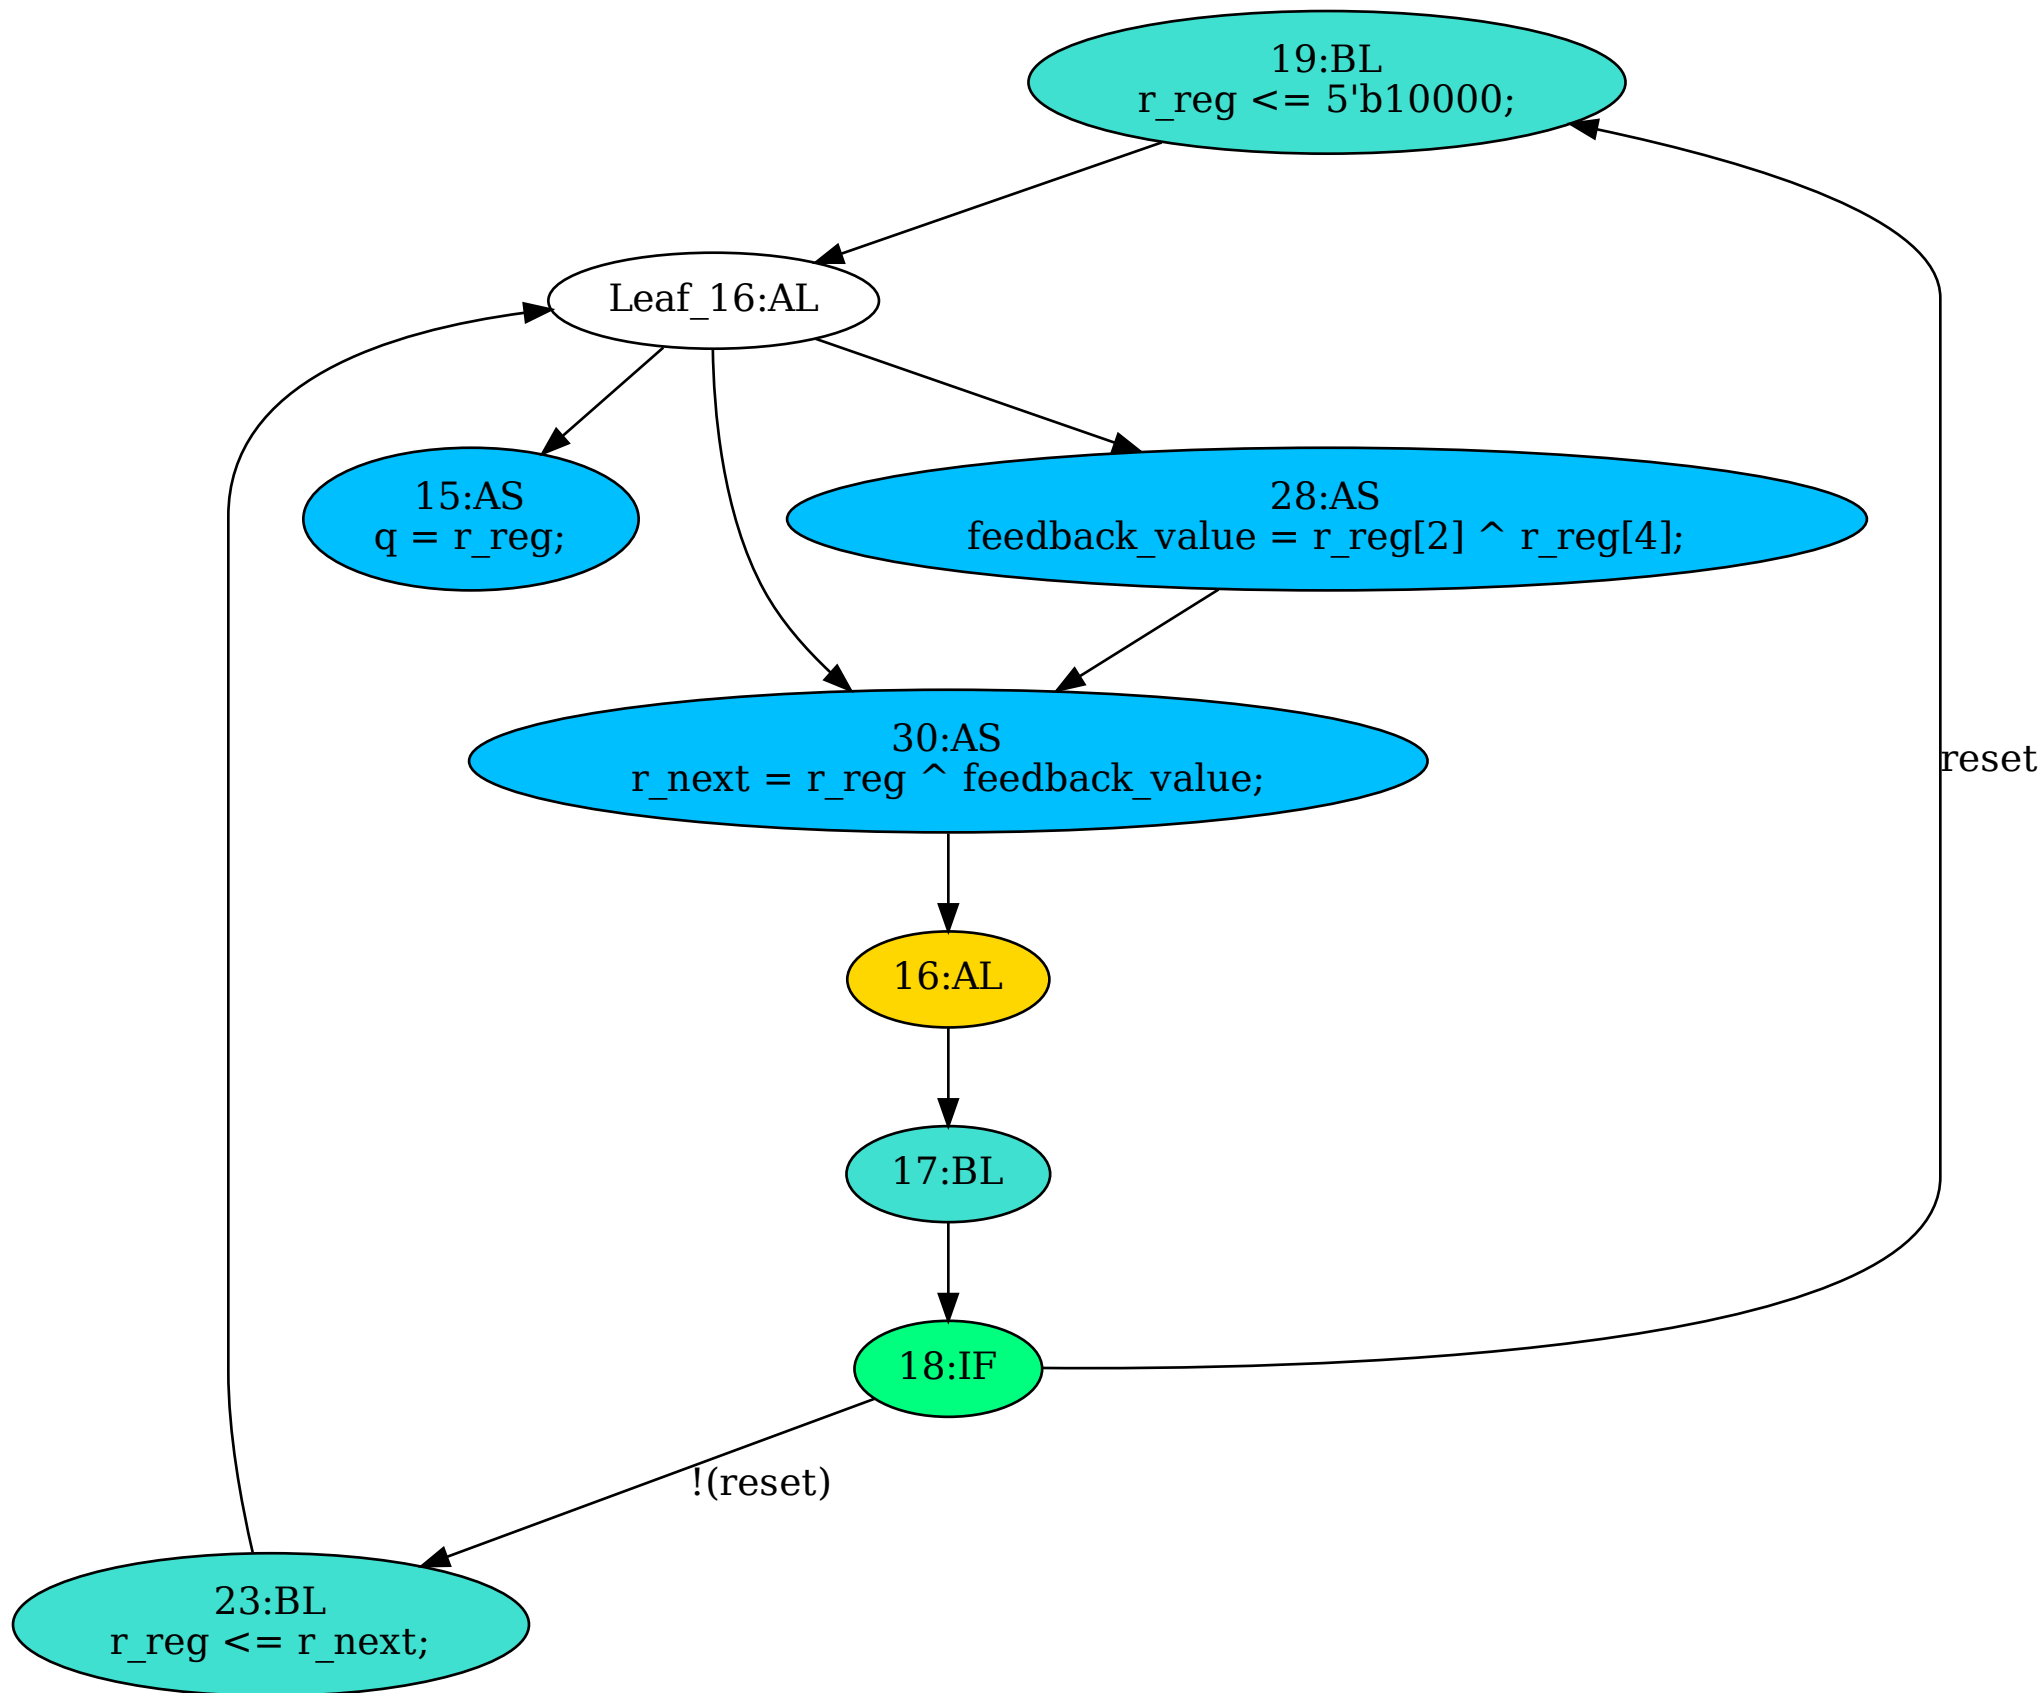 19:BL
r_reg <= 5'b10000;
Leaf_16:AL
15:AS
q = r_reg;
28:AS
feedback_value = r_reg[2] ^ r_reg[4];
30:AS
r_next = r_reg ^ feedback_value;
reset
16:AL
17:BL
18:IF
!(reset)
23:BL
r_reg <= r_next;